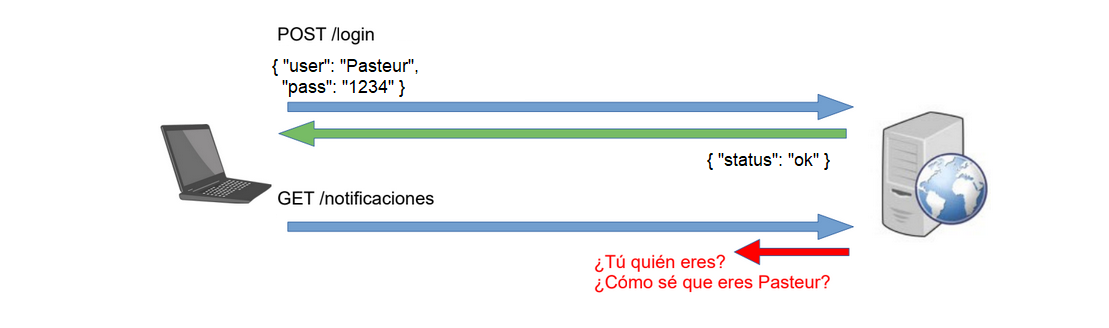 POST /login
{ "user": "Pasteur",
"pass": "1234" }
{ "status": "ok" }
GET /notificaciones
¿Tú quién eres?
¿Cómo sé que eres Pasteur?